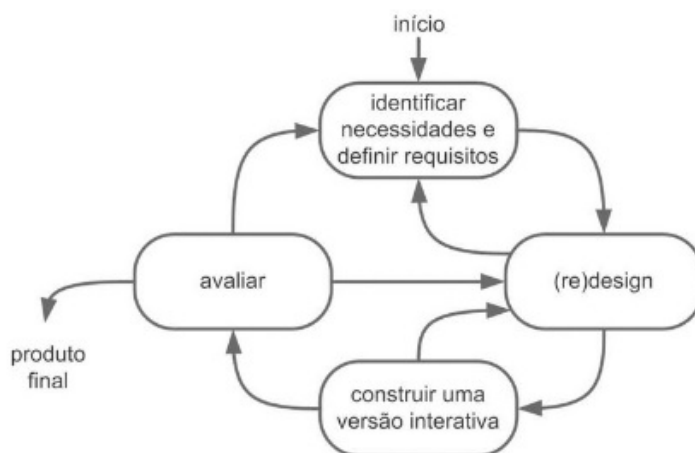 início
identificar
necessidades e
definir requisitos
avaliar
(re)design
produto
final
construir uma
versão interativa